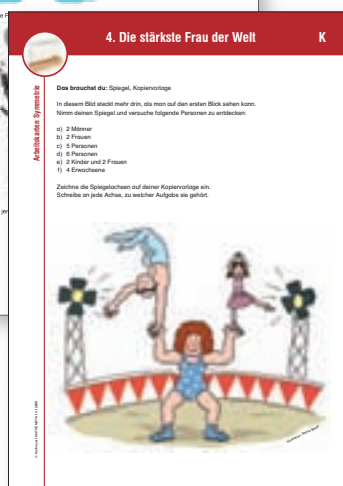 4. Die stärkste Frau der Welt K
Arbeitskarten Symmetrie
Das brauchst du: Spiegel, Kopiervorlage
In diesem Bild steckt mehr drin, als man auf den ersten Blick sehen kann.
Nimm deinen Spiegel und versuche folgende Personen zu entdecken:
a) 2 Männer
b) 2 Frauen
c) 5 Personen
d) 6 Personen
e) 2 Kinder und 2 Frauen
f) 4 Erwachsene
Zeichne die Spiegelachsen auf deiner Kopiervorlage ein.
Schreibe an jede Achse, zu welcher Aufgabe sie gehört.